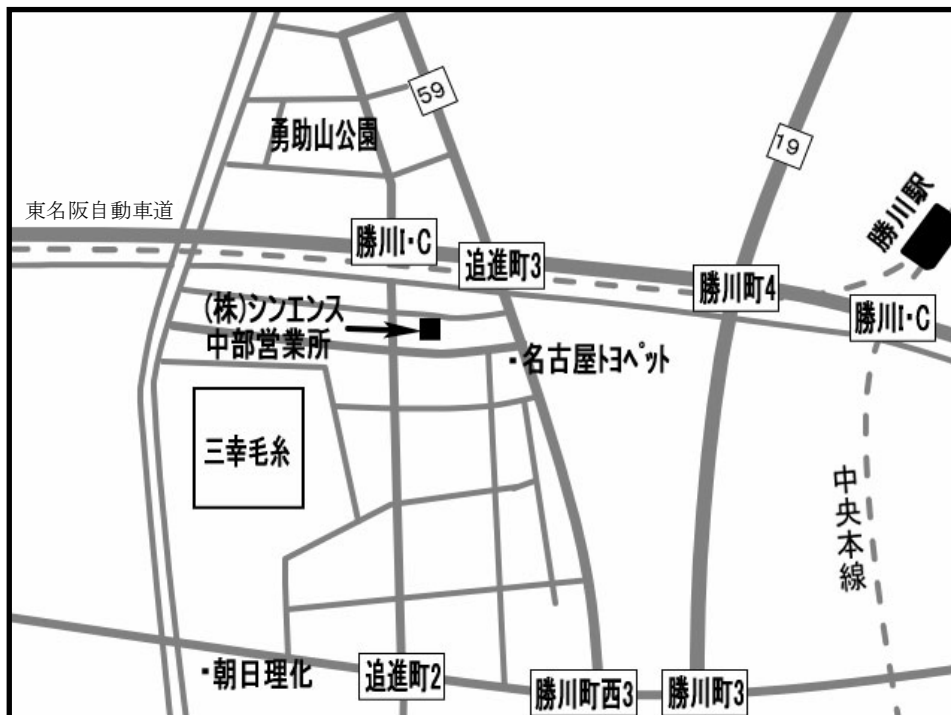 59
勇助山公園
19
勝川駅
東名阪自動車道
勝川I・C
追進町3
勝川町4
勝川I・C
(株)シンエンス
中部営業所
・名古屋トヨペット
三幸毛糸
中央本線
・朝日理化
追進町2
勝川町西3
勝川町3